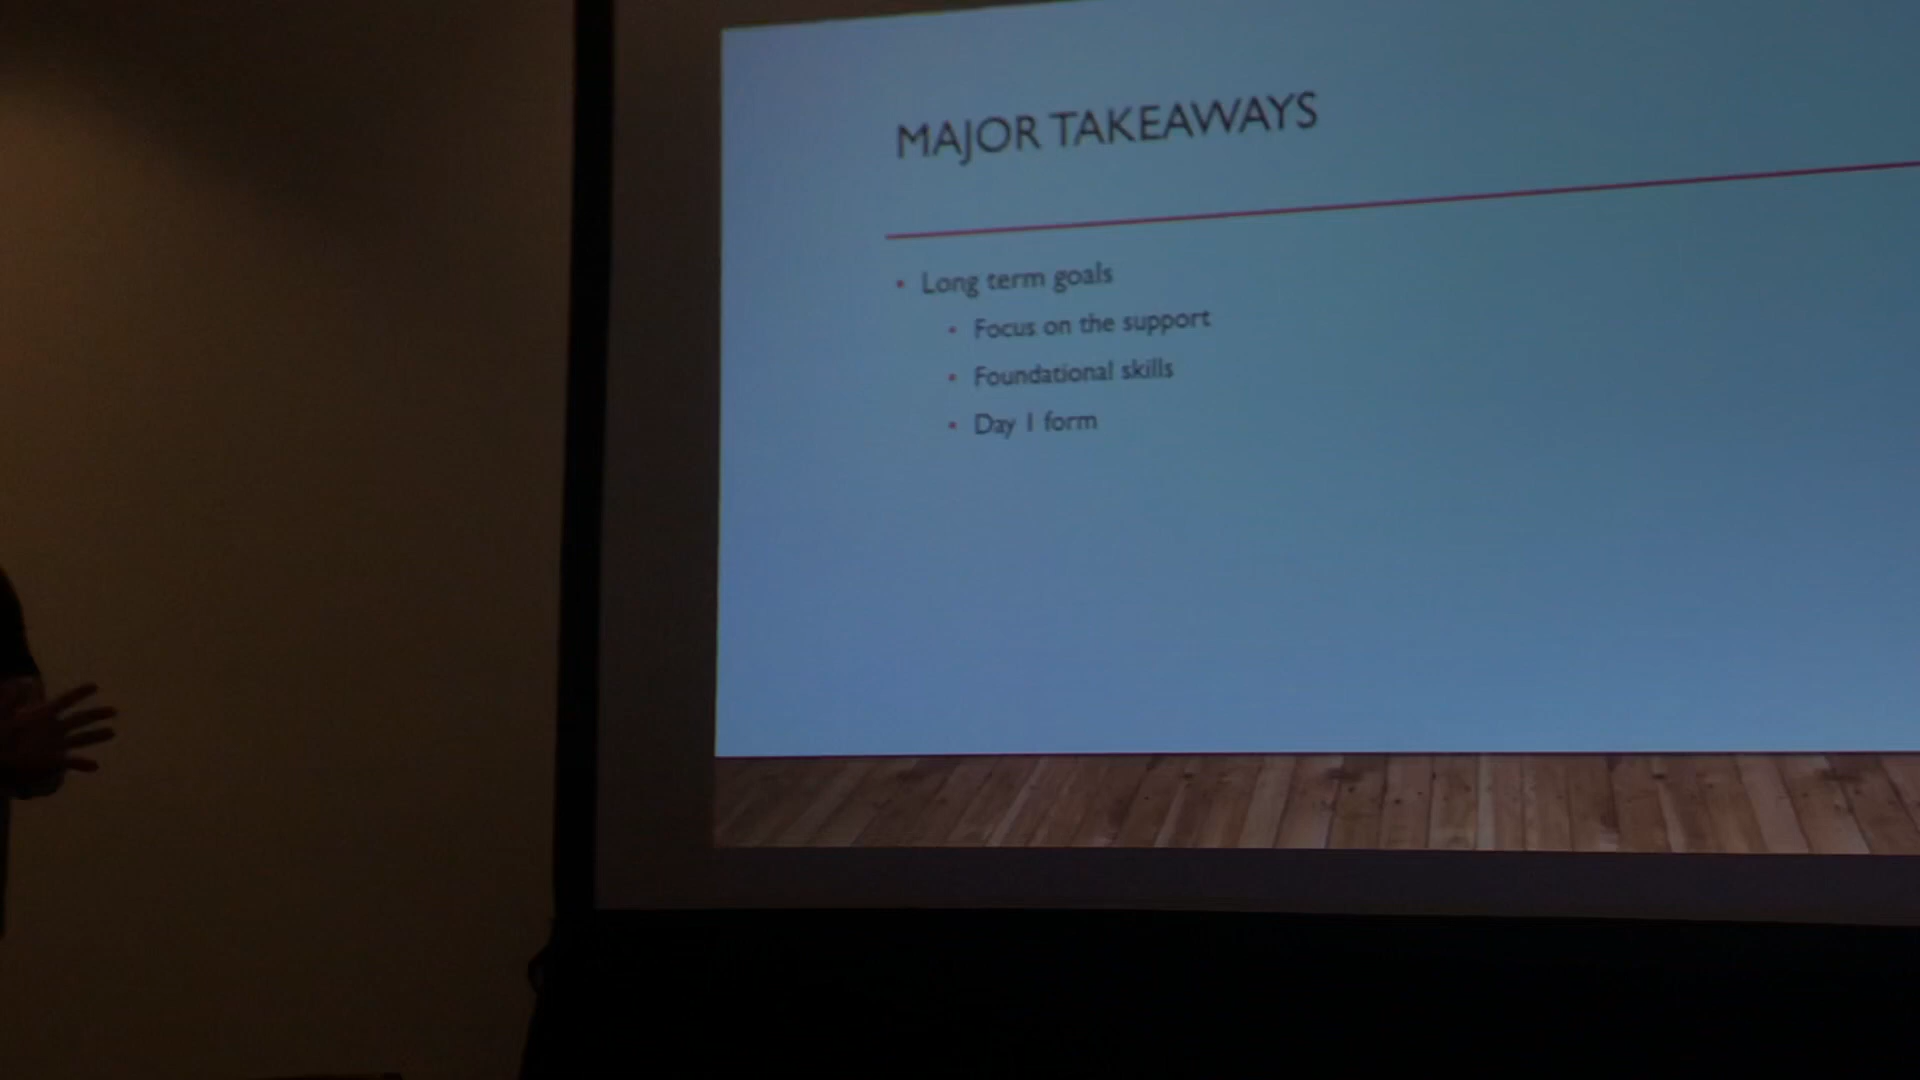 MAJOR TAKEAWAYS
• Long term goals
• Focus on the support
• Foundational skills
• Day 1 form